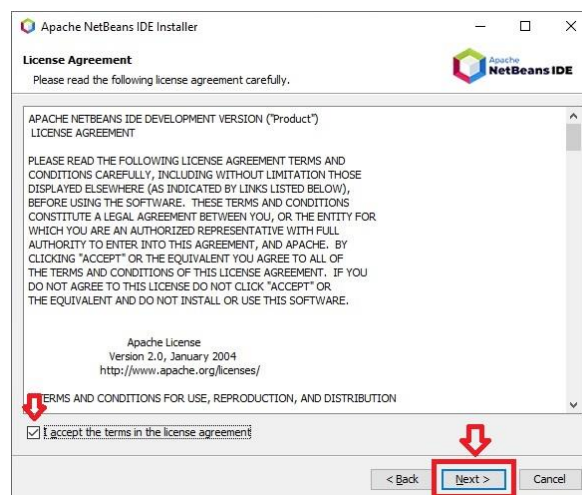 Apache NetBeans IDE Installer
License Agreement
Please read the following license agreement carefully.
Apache
NetBeans IDE
APACHE NETBEANS IDE DEVELOPMENT VERSION ("Product")
LICENSE AGREEMENT
PLEASE READ THE FOLLOWING LICENSE AGREEMENT TERMS AND
CONDITIONS CAREFULLY, INCLUDING WITHOUT LIMITATION THOSE
DISPLAYED ELSEWHERE (AS INDICATED BY LINKS LISTED BELOW),
BEFORE USING THE SOFTWARE. THESE TERMS AND CONDITIONS
CONSTITUTE A LEGAL AGREEMENT BETWEEN YOU, OR THE ENTITY FOR
WHICH YOU ARE AN AUTHORIZED REPRESENTATIVE WITH FULL
AUTHORITY TO ENTER INTO THIS AGREEMENT, AND APACHE. BY
CLICKING "ACCEPT" OR THE EQUIVALENT YOU AGREE TO ALL OF
THE TERMS AND CONDITIONS OF THIS LICENSE AGREEMENT. IF YOU
DO NOT AGREE TO THIS LICENSE DO NOT CLICK "ACCEPT" OR
THE EQUIVALENT AND DO NOT INSTALL OR USE THIS SOFTWARE.
Apache License
Version 2.0, January 2004
http://www.apache.org/licenses/
TERMS AND CONDITIONS FOR USE, REPRODUCTION, AND DISTRIBUTION
I accept the terms in the license agreement
< Back
Next >
Cancel